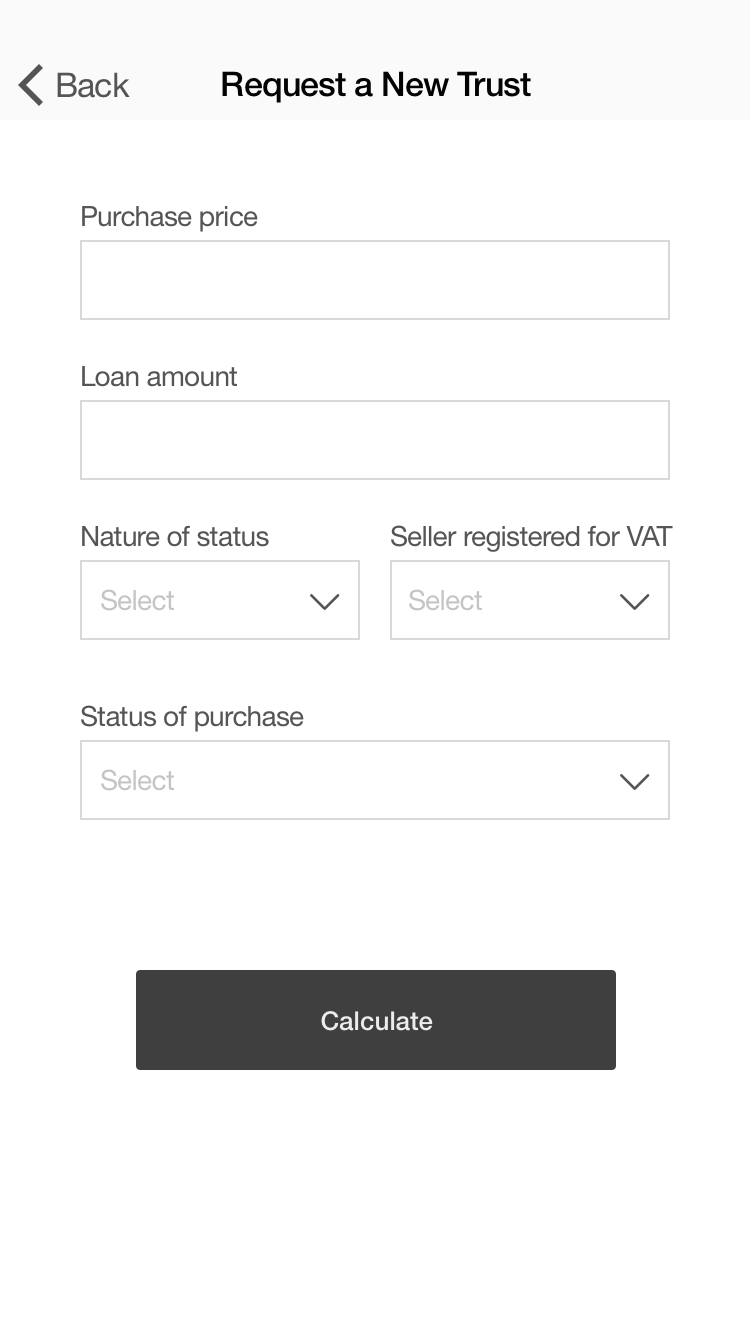 Back
Request a New Trust
Purchase price
Loan amount
Nature of status
Seller registered for VAT
Select
Select
Status of purchase
Select
Calculate